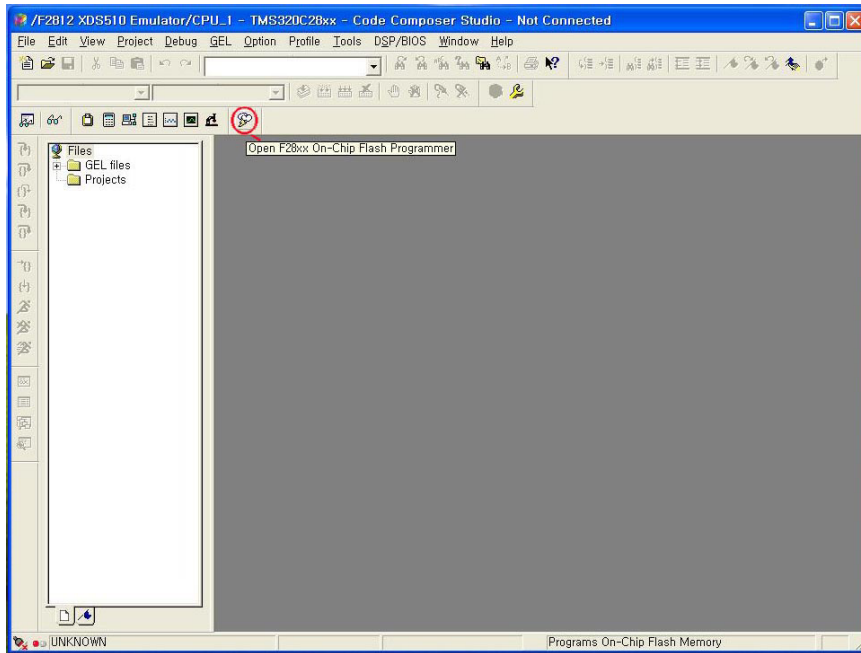 /F2812 XDS510 Emulator/CPU_1 - TMS320C28xx - Code Composer Studio - Not Connected
File Edit View Project Debug GEL Option Profile Tools DSP/BIOS Window Help
Open F28xx On-Chip Flash Programmer
Files
GEL files
Projects
UNKNOWN
Programs On-Chip Flash Memory